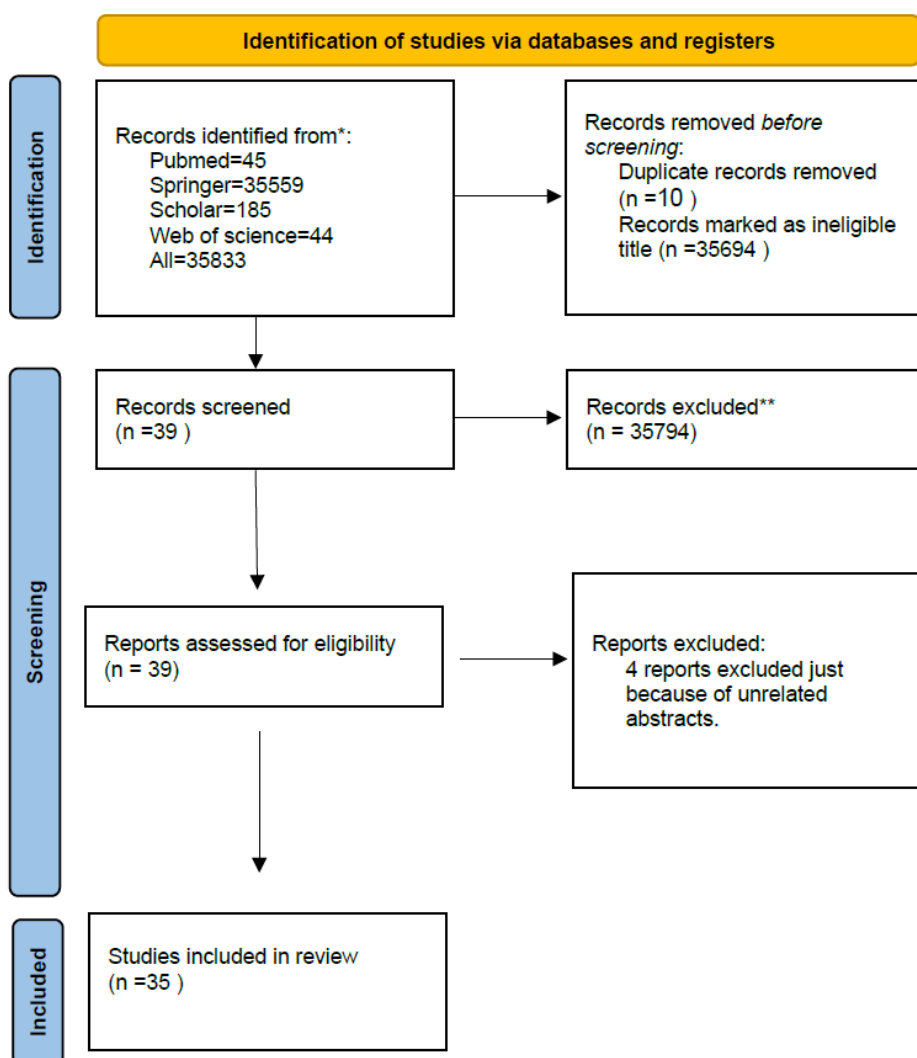 Identification of studies via databases and registers
Identification
Records identified from*:
Pubmed=45
Springer=35559
Scholar=185
Web of science=44
All=35833
Records removed before
screening:
Duplicate records removed
(n =10 )
Records marked as ineligible
title (n =35694 )
Screening
Records screened
(n =39 )
Records excluded**
(n = 35794)
Reports assessed for eligibility
(n = 39)
Reports excluded:
4 reports excluded just
because of unrelated
abstracts.
Included
Studies included in review
(n =35 )